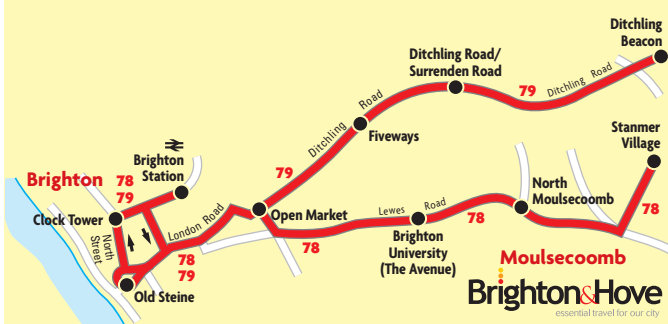 Ditchling
Beacon
Ditchling Road/
Surrenden Road
79
Ditchling Road
Ditchling Road
Fiveways
Stanmer
Village
Brighton
Station
Brighton
78
79
79
Clock Tower
North
Street
London Road
Open Market
Lewes Road
78
North
Moulsecoomb
78
78
Brighton
University
(The Avenue)
78
79
Old Steine
Moulsecoomb
Brighton&Hove
essential travel for our city